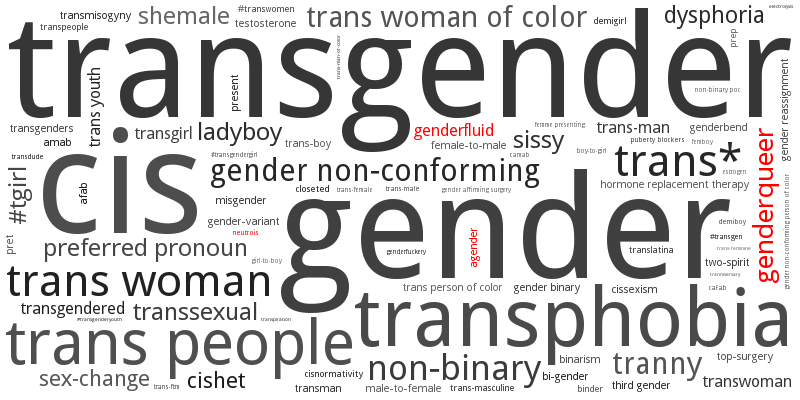 transmisogyny
shemale
#transwomen
testosterone
trans woman of color
demigirl
dysphoria
electrolysis
transpeople
transgender
trans-man-of-color
prep
present
trans youth
non-binary poc
gender reassignment
transgenders
amab
transgirl
ladyboy
trans-boy
genderfluid
female-to-male
femme presenting
sissy
trans-man
genderbend
puberty blockers
femboy
transdude
cis
#transgendergirl
camab
boy-to-girl
trans*
genderqueer
#tgirl
afab
gender non-conforming
estrogen
closeted
trans-female
trans-male
gender affirming surgery
hormone replacement therapy
gender non-confroming person of color
misgender
gender
gender-variant
neutrois
demiboy
pret
preferred pronoun
girl-to-boy
genderfuckery
agender
translatina
#transgen
trans-feminine
two-spirit
trans woman
trans person of color
gender binary
cissexism
transversary
cafab
transgendered
transsexual
transphobia
#transgenderyouth
transpiration
trans people
non-binary
binarism
tranny
top-surgery
sex-change
trans-ftm
cishet
cisnormativity
transman
male-to-female
trans-masculine
bi-gender
binder
third gender
transwoman